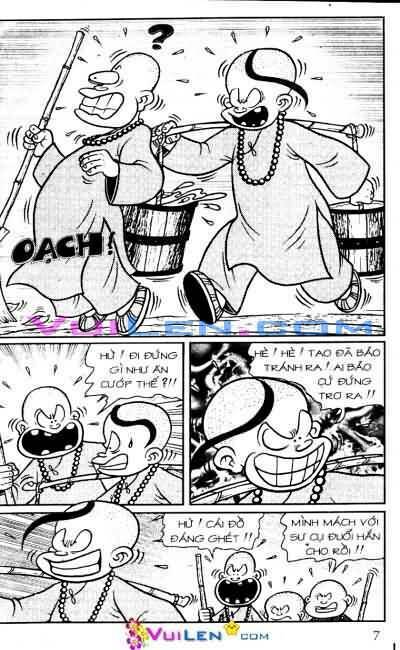 ?
OẠCH!
VUILEN.COM
HỨ! ĐI ĐỨNG
GÌ NHƯ ĂN
CƯỚP THẾ?!!
HÈ! HÈ! TAO ĐÃ BẢO
TRÁNH RA! AI BẢO
CỨ ĐỨNG
TRƠ RA!!
HỨ! CÁI ĐỒ
ĐÁNG GHÉT!!
MÌNH MÁCH VỚI
SƯ CỤ ĐUỔI HẮN
CHO RỒI!!
7
VUILEN.COM